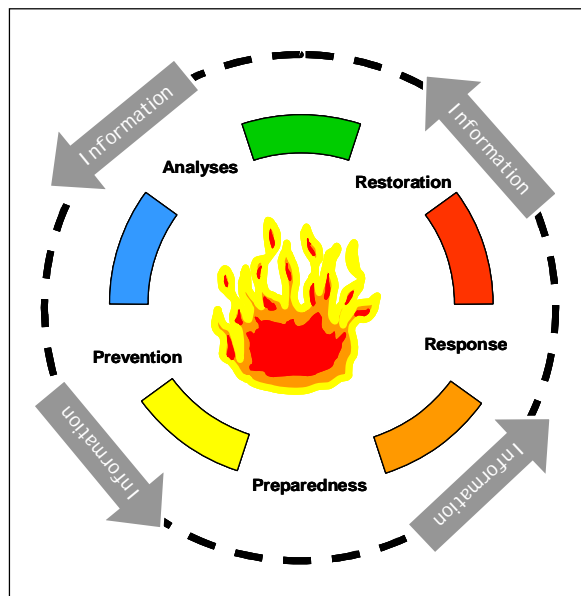 Information
Information
Analyses
Restoration
Prevention
Response
Information
Information
Preparedness